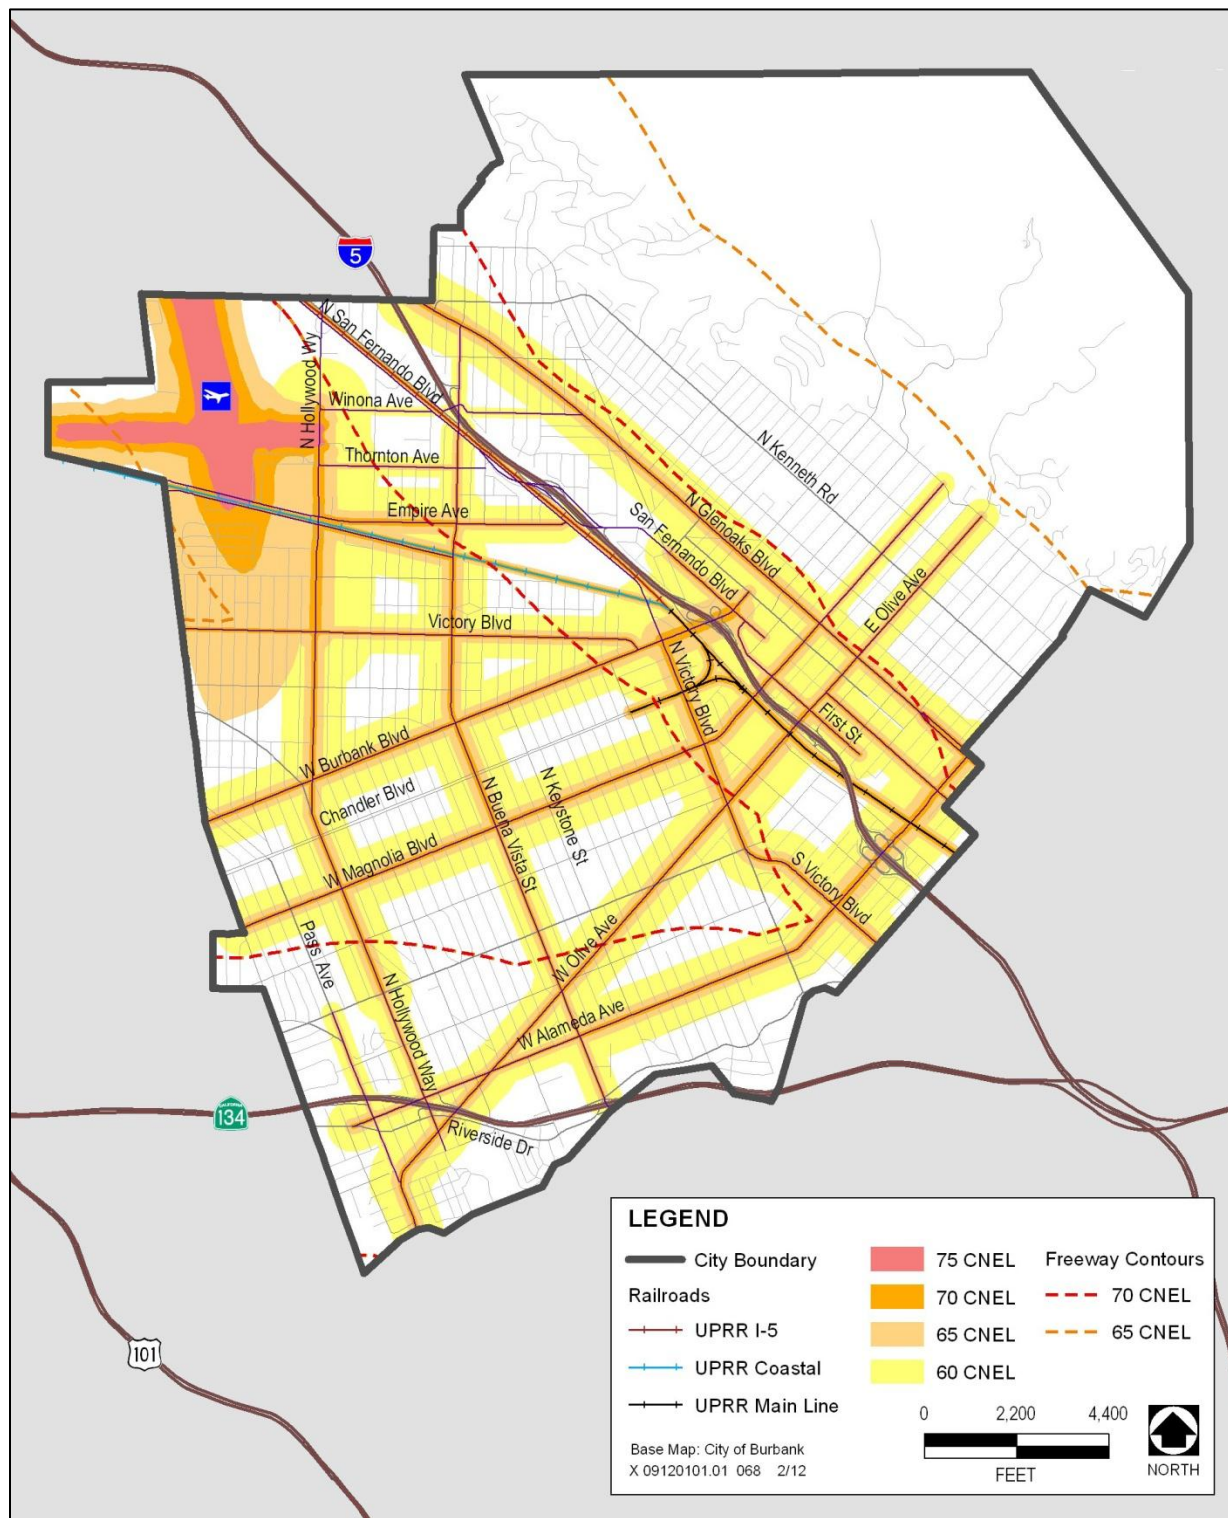 5
N San Fernando Blvd
N Hollywood Wy
Winona Ave
Thornton Ave
Empire Ave
N Kenneth Rd
N Glenoaks Blvd
San Fernando Blvd
E Olive Ave
Victory Blvd
N Victory Blvd
First St
W Burbank Blvd
Chandler Blvd
N Keystone St
N Buena Vista St
W Magnolia Blvd
S Victory Blvd
Pass Ave
W Olive Ave
N Hollywood Way
W Alameda Ave
CALIFORNIA
134
Riverside Dr
101
LEGEND
City Boundary
Railroads
UPRR I-5
UPRR Coastal
UPRR Main Line
75 CNEL
70 CNEL
65 CNEL
60 CNEL
Freeway Contours
70 CNEL
65 CNEL
0 2,200 4,400
FEET
NORTH
Base Map: City of Burbank
X 09120101.01 068 2/12